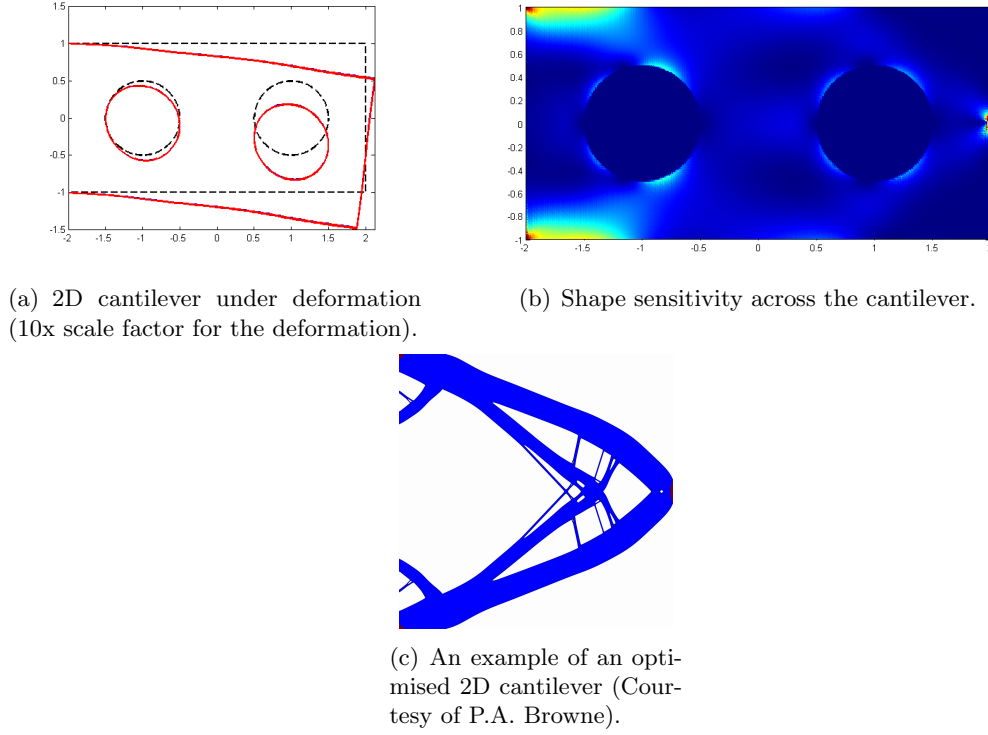 1.5
1
0.5
0
-0.5
-1
-1.5
-2 -1.5 -1 -0.5 0 0.5 1 1.5 2
1
0.8
0.6
0.4
0.2
0
-0.2
-0.4
-0.6
-0.8
-1
-2 -1.5 -1 -0.5 0 0.5 1 1.5 2
(a) 2D cantilever under deformation
(10x scale factor for the deformation).
(b) Shape sensitivity across the cantilever.
(c) An example of an opti-
mised 2D cantilever (Cour-
tesy of P.A. Browne).